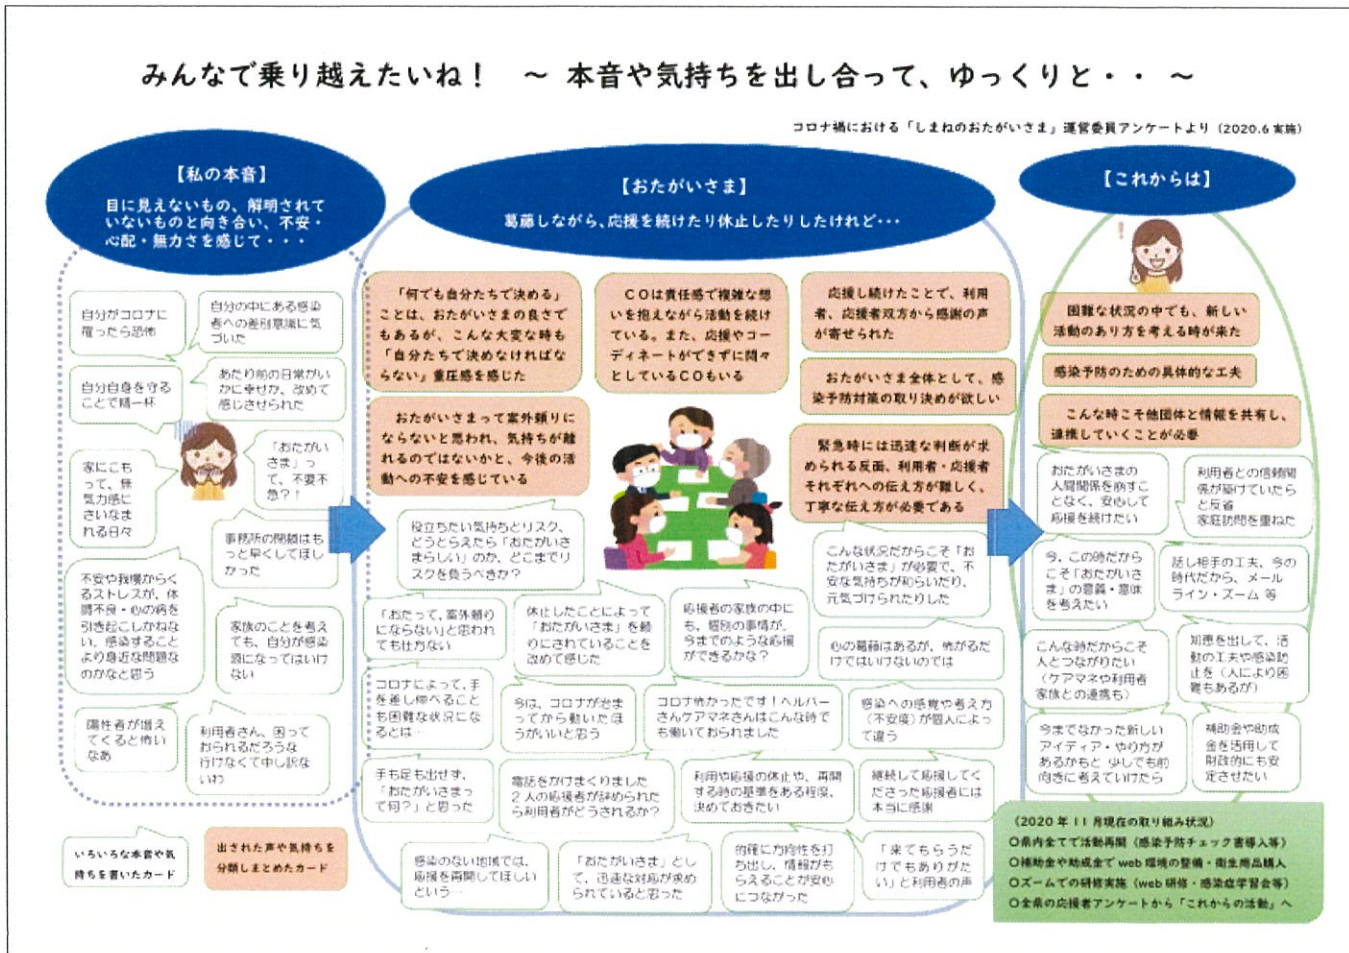 みんなで乗り越えたいね！　～ 本音や気持ちを出し合って、ゆっくりと・・ ～
コロナ禍における「しまねのおたがいさま」運営委員アンケートより（2020.6 実施）
【私の本音】
目に見えないもの、解明されて
いないものと向き合い、不安・
心配・無力さを感じて・・・
自分がコロナに
罹ったら恐怖
自分の中にある感染
者への差別意識に気
づいた
自分自身を守る
ことで精一杯
あたり前の日常がい
かに幸せか、改めて
感じさせられた
家にこも
って、無
気力感に
さいなま
れる日々
「おたがい
さま」っ
て、不要不
急？！
事務所の閉鎖はも
っと早くしてほし
かった
不安や我慢からく
るストレスが、体
調不良・心の病を
引き起こしかねな
い。感染すること
より身近な問題な
のかなと思う
家族のことを考え
ても、自分が感染
源になってはいけ
ない
陽性者が増え
てくると怖い
なあ
利用者さん、困って
おられるだろうな
行けなくて申し訳な
いわ
いろいろな本音や気
持ちを書いたカード
出された声や気持ちを
分類しまとめたカード
【おたがいさま】
葛藤しながら、応援を続けたり休止したりしたけれど・・・
「何でも自分たちで決める」
ことは、おたがいさまの良さで
もあるが、こんな大変な時も
「自分たちで決めなければな
らない」重圧感を感じた
ＣＯは責任感で複雑な想
いを抱えながら活動を続け
ている。また、応援やコー
ディネートができずに悶々
としているＣＯもいる
応援し続けたことで、利用
者、応援者双方から感謝の声
が寄せられた
おたがいさま全体として、感
染予防対策の取り決めが欲しい
おたがいさまって案外頼りに
ならないと思われ、気持ちが離
れるのではないかと、今後の活
動への不安を感じている
緊急時には迅速な判断が求
められる反面、利用者・応援者
それぞれへの伝え方が難しく、
丁寧な伝え方が必要である
役立ちたい気持ちとリスク、
どうとらえたら「おたがいさ
まらしい」のか、どこまでリ
スクを負うべきか？
こんな状況だからこそ「お
たがいさま」が必要で、不
安な気持ちが和らいだり、
元気づけられたりした
「おたって、案外頼り
にならない」と思われ
ても仕方ない
休止したことによって
「おたがいさま」を頼
りにされていることを
改めて感じた
応援者の家族の中に
も、個別の事情が。
今までのような応援
ができるかな？
心の葛藤はあるが、怖がるだ
けではいけないのでは
コロナによって、手
を差し伸べることも
困難な状況にな
るとは…
今は、コロナが治ま
ってから動いたほ
うがいいと思う
コロナ怖かったです！ヘルパー
さんケアマネさんはこんな時で
も働いておられました
感染への感覚や考え方
（不安度）が個人によっ
て違う
手も足も出せず、
「おたがいさまっ
て何？」と思った
電話をかけまくりました
２人の応援者が辞められた
ら利用者がどうされるか？
利用や応援の休止や、再開
する時の基準をある程度、
決めておきたい
継続して応援してく
ださった応援者には
本当に感謝
感染のない地域では、
応援を再開してほしい
という…
「おたがいさま」とし
て、迅速な対応が求め
られていると思った
的確に方向性を打
ち出し、情報がも
らえることが安心
につながった
「来てもらうだ
けでもありがた
い」と利用者の声
【これからは】
困難な状況の中でも、新しい
活動のあり方を考える時が来た
感染予防のための具体的な工夫
こんな時こそ他団体と情報を共有し、
連携していくことが必要
おたがいさまの
人間関係を崩すこ
となく、安心して
応援を続けたい
利用者との信頼関
係が築けていたら
と反省
家庭訪問を重ねた
今、この時だから
こそ「おたがいさ
ま」の意義・意味
を考えたい
話し相手の工夫、今の
時代だから、メール
ライン・ズーム 等
こんな時だからこそ
人とつながりたい
（ケアマネや利用者
家族との連携も）
知恵を出して、活
動の工夫や感染防
止を（人により困
難もあるが）
今までなかった新しい
アイディア・やり方が
あるかもと 少しでも前
向きに考えていけたら
補助金や助成
金を活用して
財政的にも安
定させたい
（2020 年 11 月現在の取り組み状況）
○県内全てで活動再開（感染予防チェック書導入等）
○補助金や助成金で web 環境の整備・衛生用品購入
○ズームでの研修実施（web 研修・感染症学習会等）
○全県の応援者アンケートから「これからの活動」へ